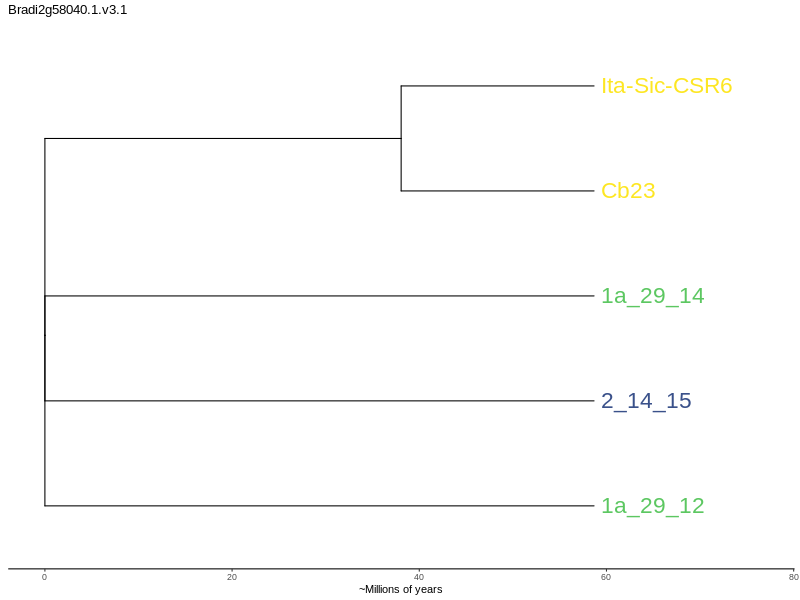 Bradi2g58040.1.v3.1
Ita-Sic-CSR6
Cb23
1a_29_14
2_14_15
1a_29_12
0 20 40 60 80
~Millions of years